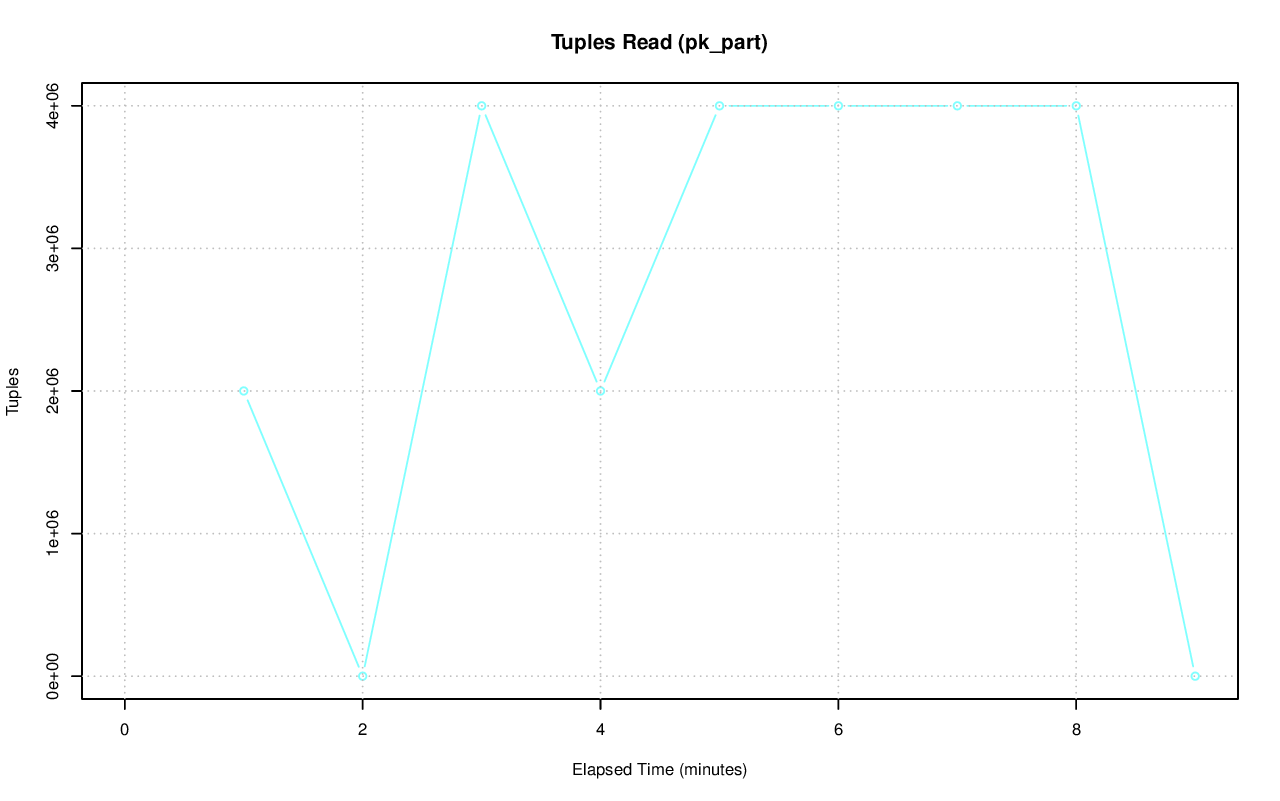 Tuples Read (pk_part)
4e+06
3e+06
2e+06
1e+06
0e+00
Tuples
0 2 4 6 8
Elapsed Time (minutes)